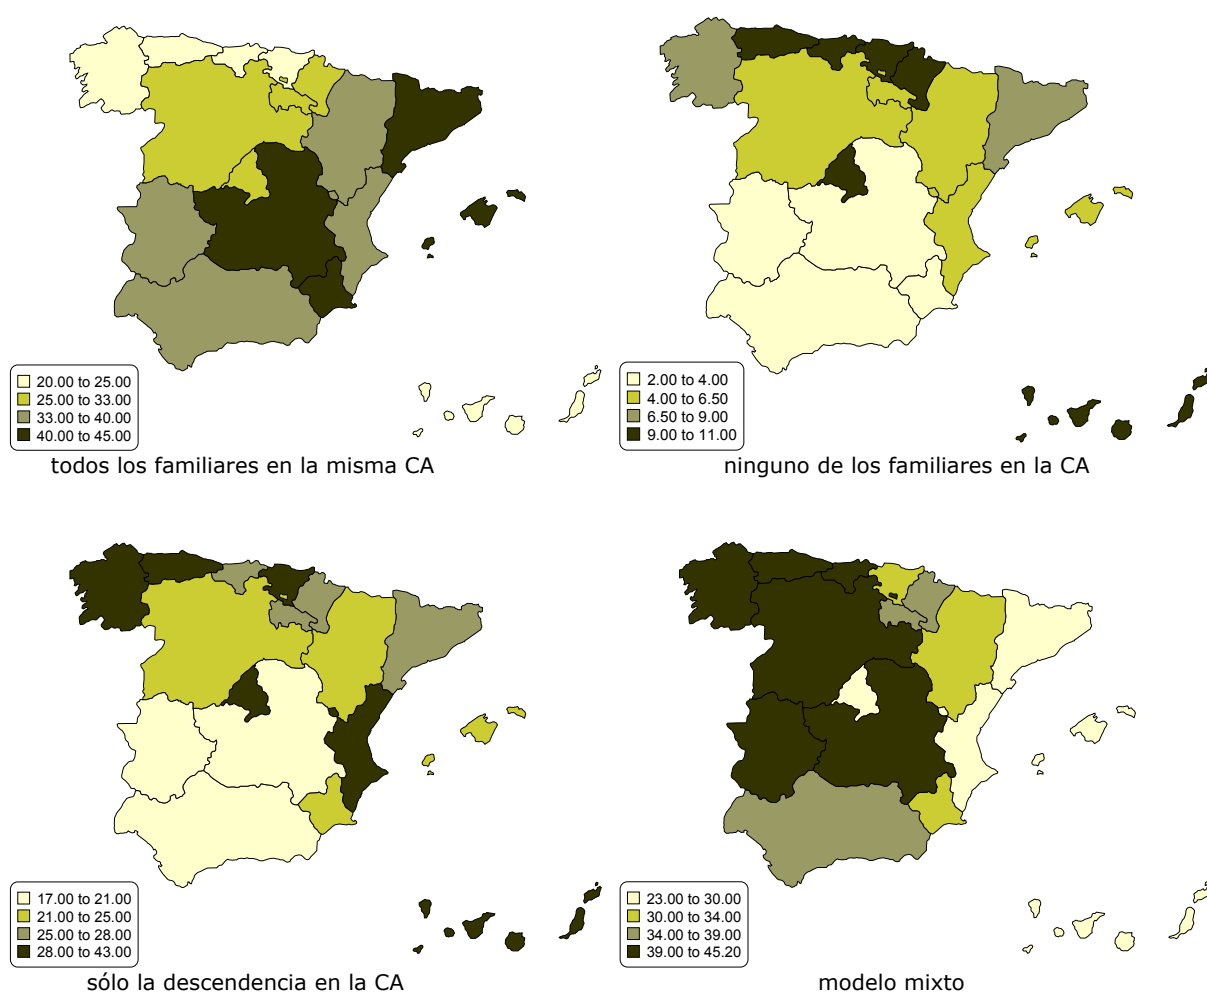 20.00 to 25.00
25.00 to 33.00
33.00 to 40.00
40.00 to 45.00
todos los familiares en la misma CA
2.00 to 4.00
4.00 to 6.50
6.50 to 9.00
9.00 to 11.00
ninguno de los familiares en la CA
17.00 to 21.00
21.00 to 25.00
25.00 to 28.00
28.00 to 43.00
sólo la descendencia en la CA
23.00 to 30.00
30.00 to 34.00
34.00 to 39.00
39.00 to 45.20
modelo mixto